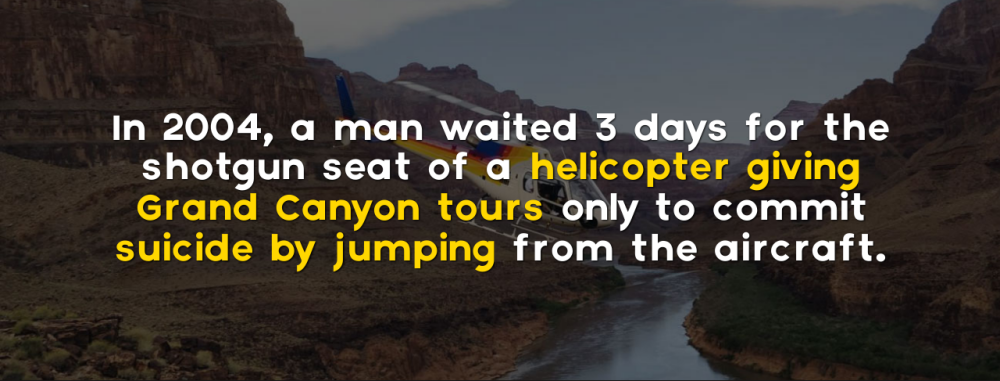 In 2004, a man waited 3 days for the
shotgun seat of a helicopter giving
Grand Canyon tours only to commit
suicide by jumping from the aircraft.